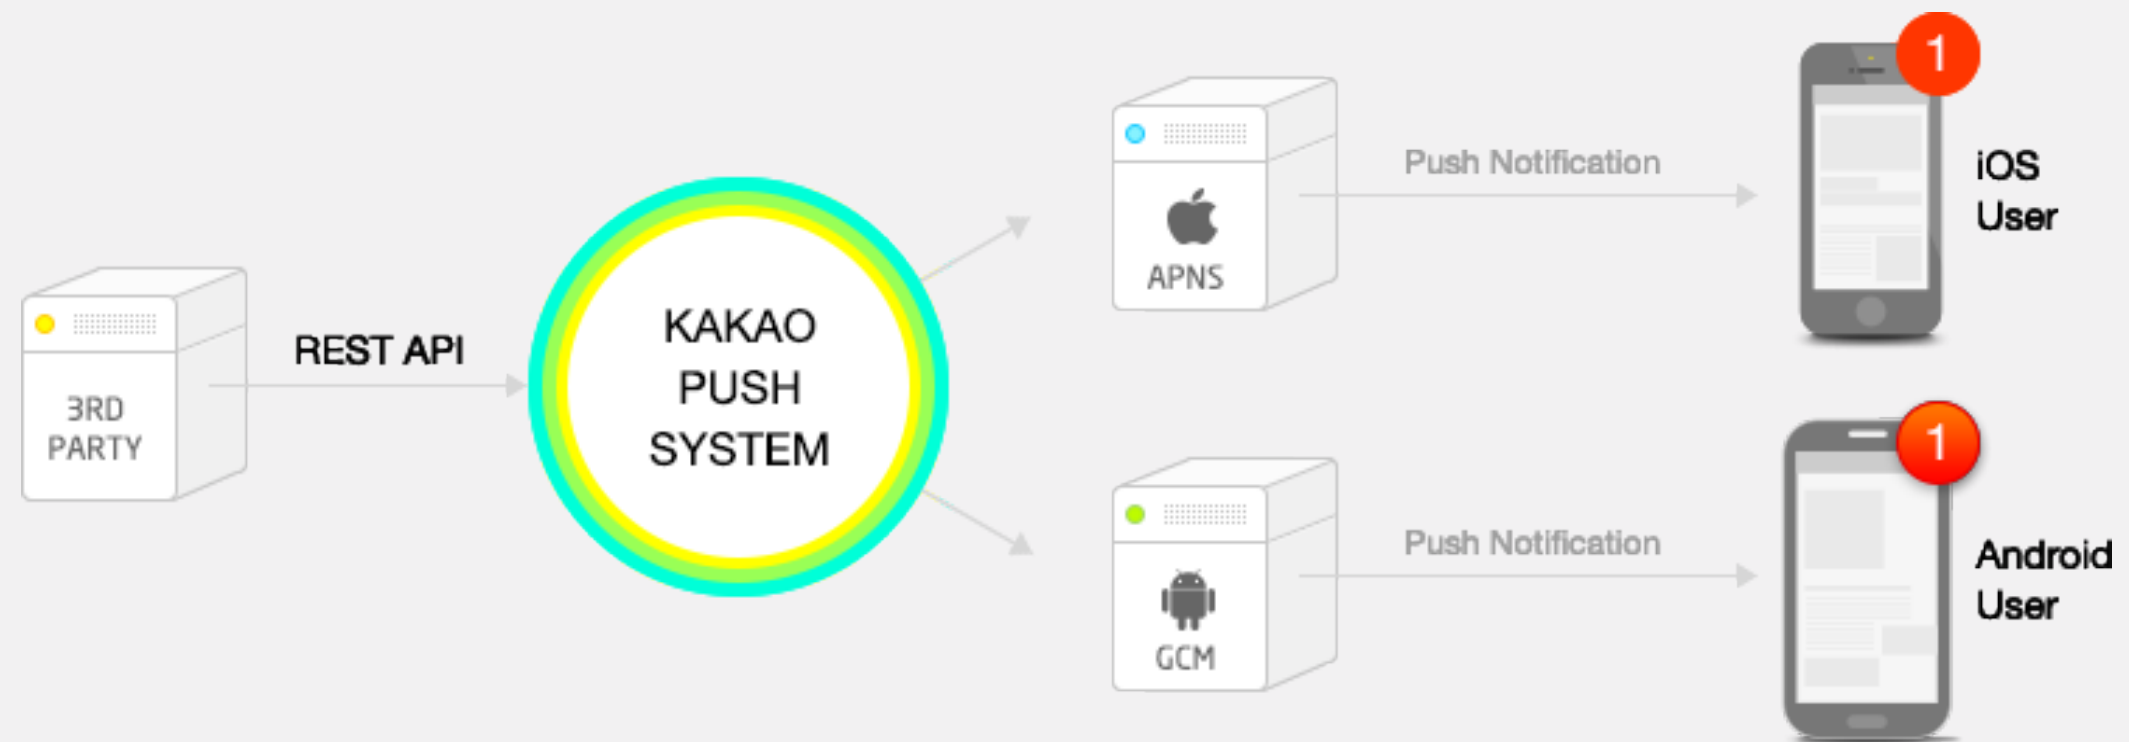 3RD
PARTY
REST API
KAKAO
PUSH
SYSTEM
APNS
Push Notification
1
iOS
User
GCM
Push Notification
1
Android
User